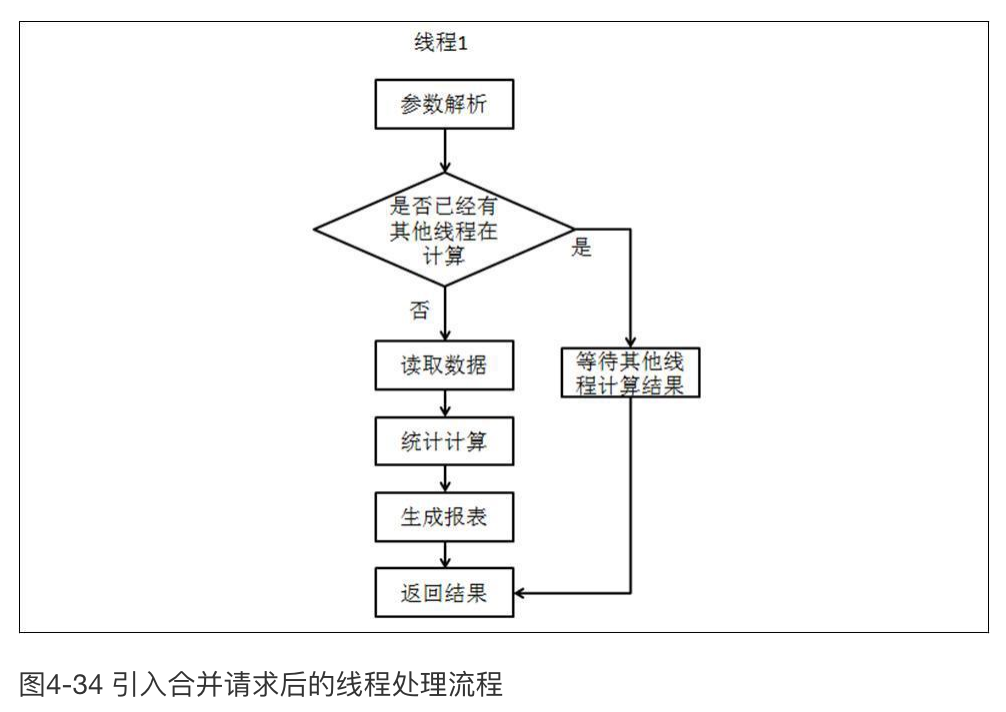 线程1
参数解析
是否已经有
其他线程在
计算
是
否
读取数据
等待其他线
程计算结果
统计计算
生成报表
返回结果
图4-34 引入合并请求后的线程处理流程